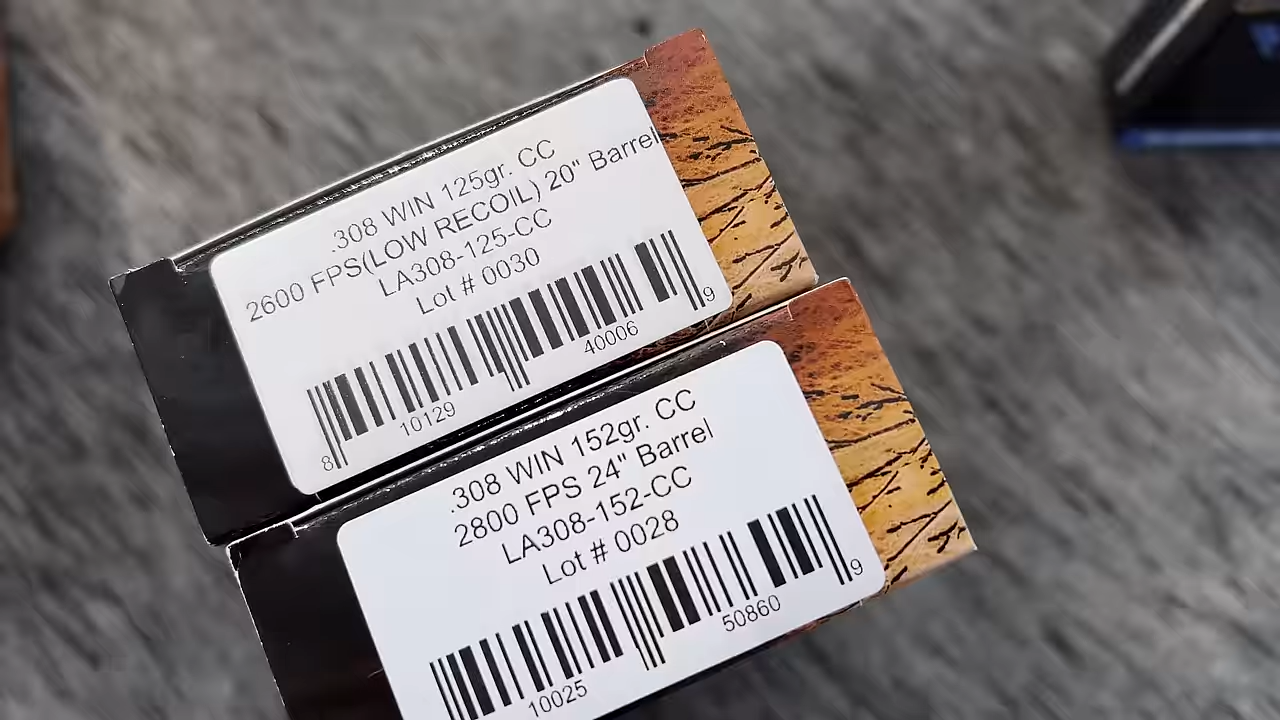 .308 WIN 125gr. CC
2600 FPS(LOW RECOIL) 20" Barrel
LA308-125-CC
Lot # 0030
8 10129 40006 9
.308 WIN 152gr. CC
2800 FPS 24" Barrel
LA308-152-CC
Lot # 0028
10025 50860 9